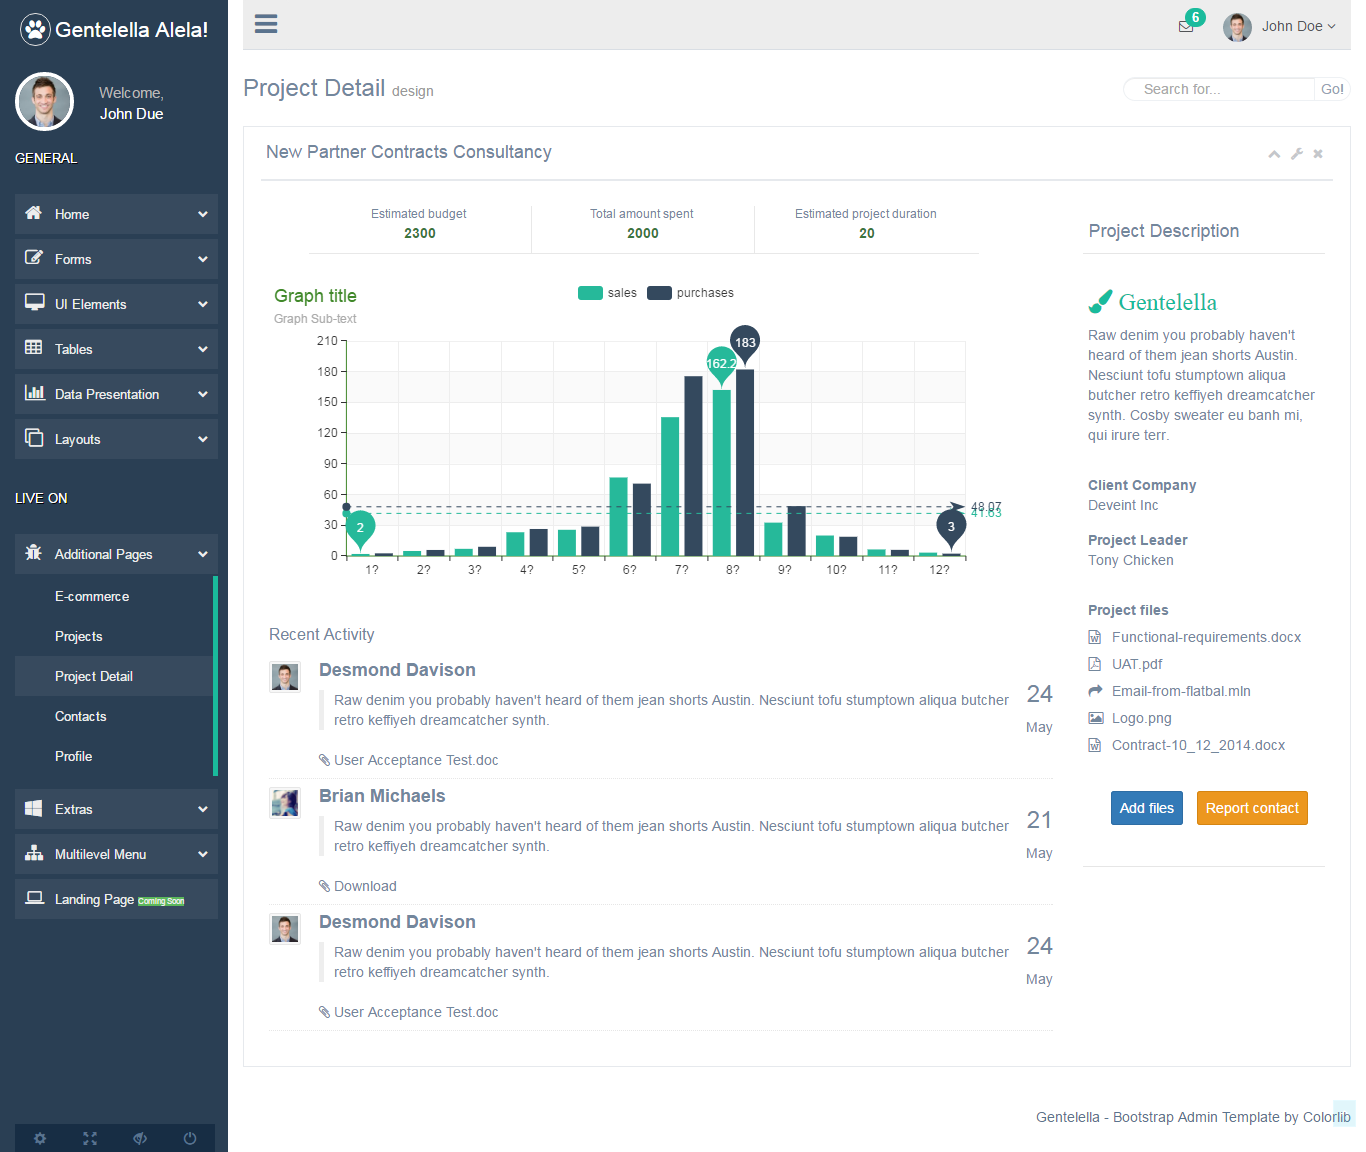 Gentelella Alela!
Welcome,
John Due
GENERAL
Home
Forms
UI Elements
Tables
Data Presentation
Layouts
LIVE ON
Additional Pages
E-commerce
Projects
Project Detail
Contacts
Profile
Extras
Multilevel Menu
Landing Page Coming Soon
6
John Doe
Project Detail design
Search for...
Go!
New Partner Contracts Consultancy
Estimated budget
2300
Total amount spent
2000
Estimated project duration
20
Graph title
Graph Sub-text
sales
purchases
210
180
150
120
90
60
30
0
2
162.2
183
3
48.07
41.63
1?
2?
3?
4?
5?
6?
7?
8?
9?
10?
11?
12?
Recent Activity
Desmond Davison
Raw denim you probably haven't heard of them jean shorts Austin. Nesciunt tofu stumptown aliqua butcher
retro keffiyeh dreamcatcher synth.
24
May
User Acceptance Test.doc
Brian Michaels
Raw denim you probably haven't heard of them jean shorts Austin. Nesciunt tofu stumptown aliqua butcher
retro keffiyeh dreamcatcher synth.
21
May
Download
Desmond Davison
Raw denim you probably haven't heard of them jean shorts Austin. Nesciunt tofu stumptown aliqua butcher
retro keffiyeh dreamcatcher synth.
24
May
User Acceptance Test.doc
Project Description
Gentelella
Raw denim you probably haven't
heard of them jean shorts Austin.
Nesciunt tofu stumptown aliqua
butcher retro keffiyeh dreamcatcher
synth. Cosby sweater eu banh mi,
qui irure terr.
Client Company
Deveint Inc
Project Leader
Tony Chicken
Project files
Functional-requirements.docx
UAT.pdf
Email-from-flatbal.mln
Logo.png
Contract-10_12_2014.docx
Add files
Report contact
Gentelella - Bootstrap Admin Template by Colorlib